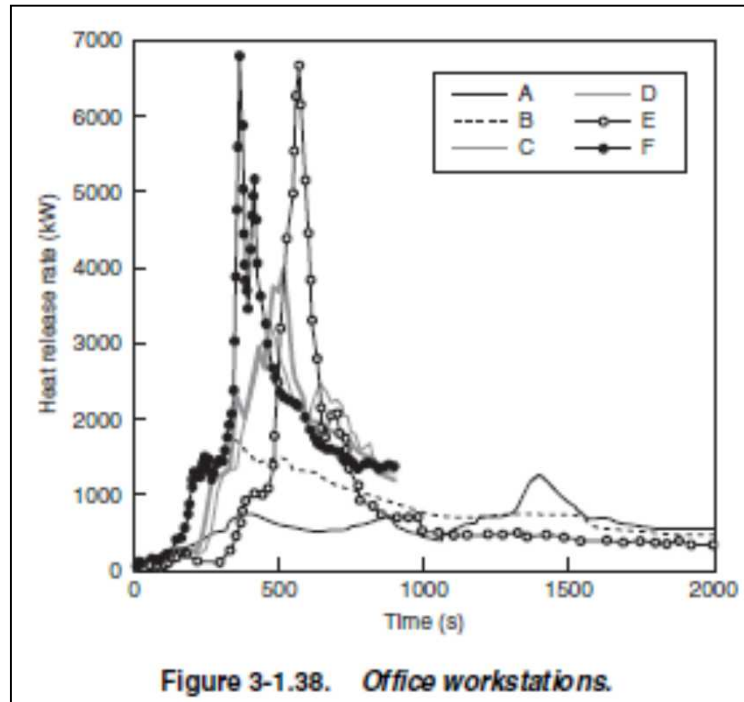 7000
6000
5000
4000
3000
2000
1000
0
Heat release rate (kW)
A
B
C
D
E
F
0
500
1000
1500
2000
Time (s)
Figure 3-1.38. Office workstations.